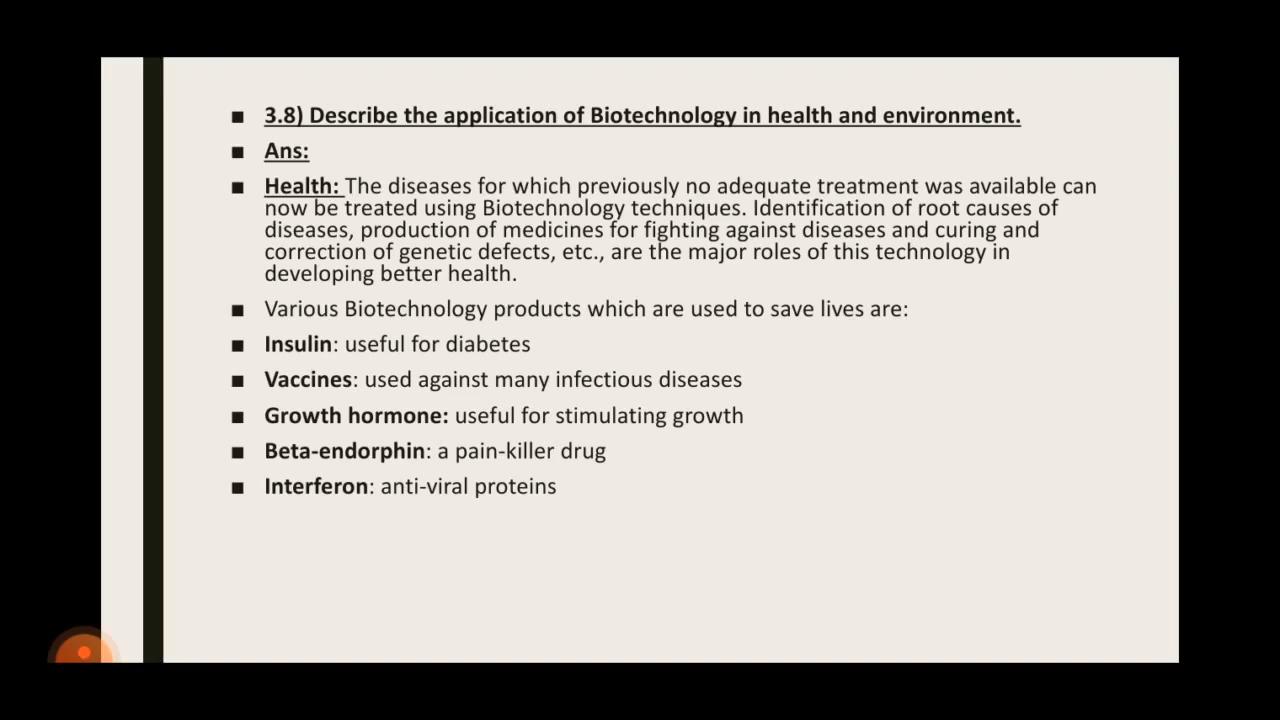 ■ 3.8) Describe the application of Biotechnology in health and environment.
■ Ans:
■ Health: The diseases for which previously no adequate treatment was available can
now be treated using Biotechnology techniques. Identification of root causes of
diseases, production of medicines for fighting against diseases and curing and
correction of genetic defects, etc., are the major roles of this technology in
developing better health.
■ Various Biotechnology products which are used to save lives are:
■ Insulin: useful for diabetes
■ Vaccines: used against many infectious diseases
■ Growth hormone: useful for stimulating growth
■ Beta-endorphin: a pain-killer drug
■ Interferon: anti-viral proteins